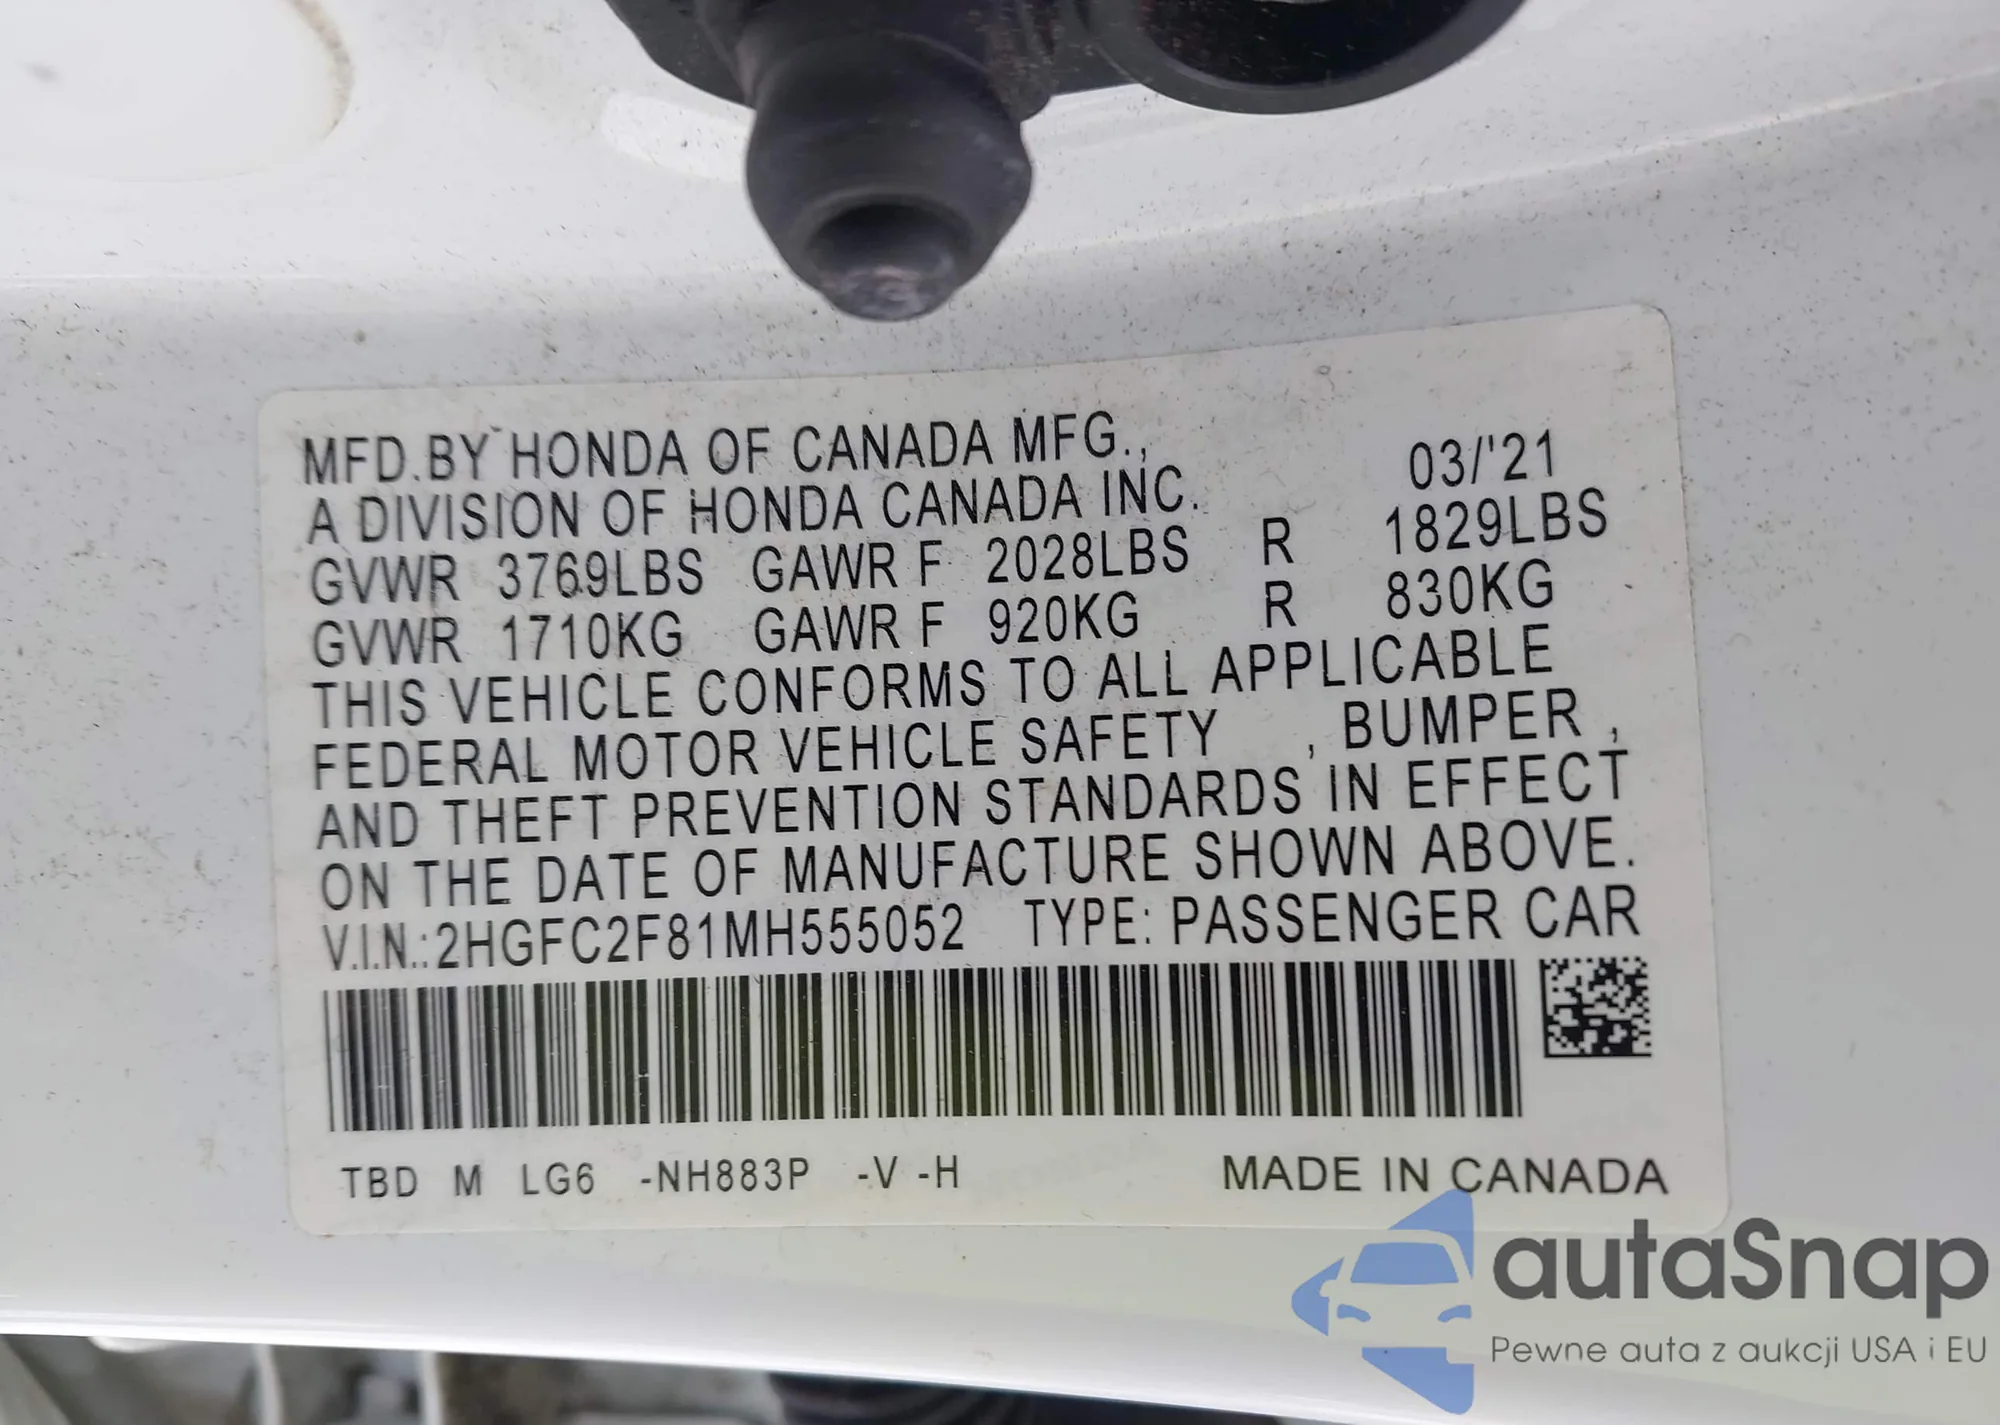 MFD.BY HONDA OF CANADA MFG., 03/'21
A DIVISION OF HONDA CANADA INC.
GVWR 3769LBS GAWR F 2028LBS R 1829LBS
GVWR 1710KG GAWR F 920KG R 830KG
THIS VEHICLE CONFORMS TO ALL APPLICABLE
FEDERAL MOTOR VEHICLE SAFETY , BUMPER ,
AND THEFT PREVENTION STANDARDS IN EFFECT
ON THE DATE OF MANUFACTURE SHOWN ABOVE.
V.I.N.:2HGFC2F81MH555052 TYPE: PASSENGER CAR
TBD M LG6 -NH883P -V -H MADE IN CANADA
autaSnap
Pewne auta z aukcji USA i EU